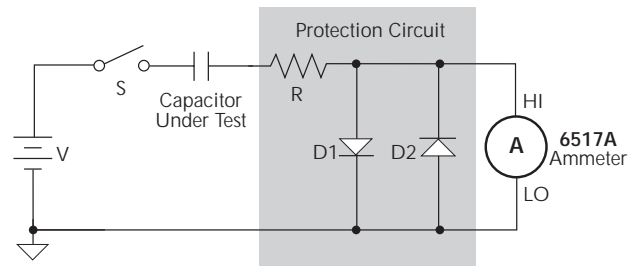 Protection Circuit
S
Capacitor
Under Test
R
HI
D1
D2
A
6517A
Ammeter
V
LO